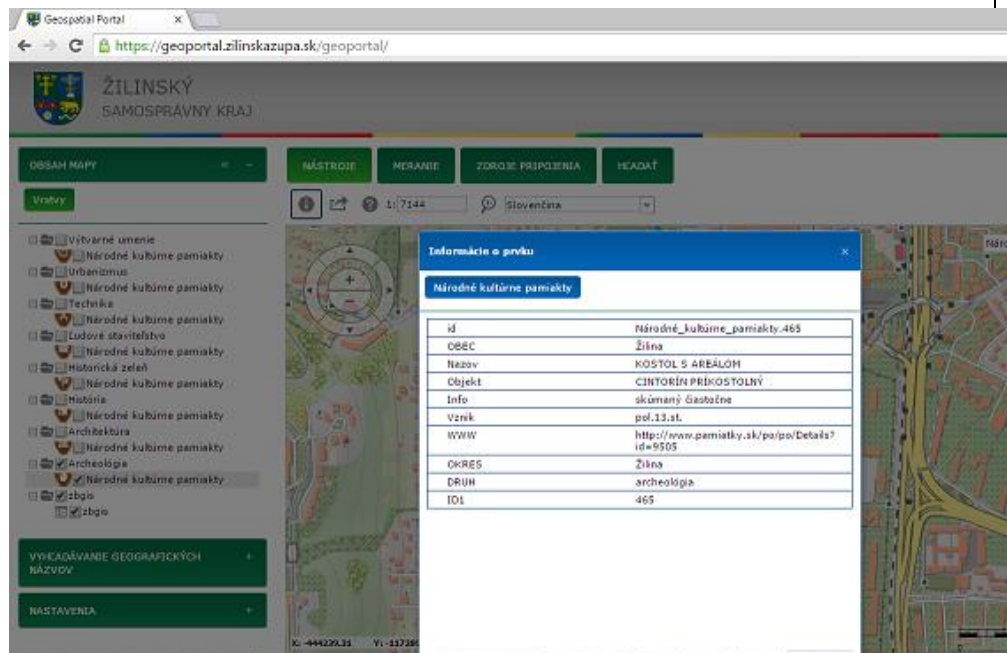 Geospatial Portal
https://geoportal.zilinskazupa.sk/geoportal/
ŽILINSKÝ
SAMOSPRÁVNY KRAJ
OBSAH MAPY
Vrstvy
Výtvarné umenie
Národné kultúrne pamiatky
Urbanizmus
Národné kultúrne pamiatky
Technika
Národné kultúrne pamiatky
Ľudové staviteľstvo
Národné kultúrne pamiatky
Historická zeleň
Národné kultúrne pamiatky
História
Národné kultúrne pamiatky
Architektúra
Národné kultúrne pamiatky
Archeológia
Národné kultúrne pamiatky
zbgis
zbgis
VYHĽADÁVANIE GEOGRAFICKÝCH
NÁZVOV
NASTAVENIA
NÁSTROJE MERANIE ZDROJE PRIPOJENIA HĽADAŤ
1: 7144 Slovenčina
Informácie o prvku
Národné kultúrne pamiatky
id Národné_kultúrne_pamiatky.465
OBEC Žilina
Nazov KOSTOL S AREÁLOM
Objekt CINTORÍN PRÍKOSTOLNÝ
Info skúmaný čiastočne
Vznik pol.13.st.
WWW http://www.pamiatky.sk/po/po/Details?
id=9505
OKRES Žilina
DRUH archeológia
ID1 465
Náro
X: -444239.31 Y: -117395